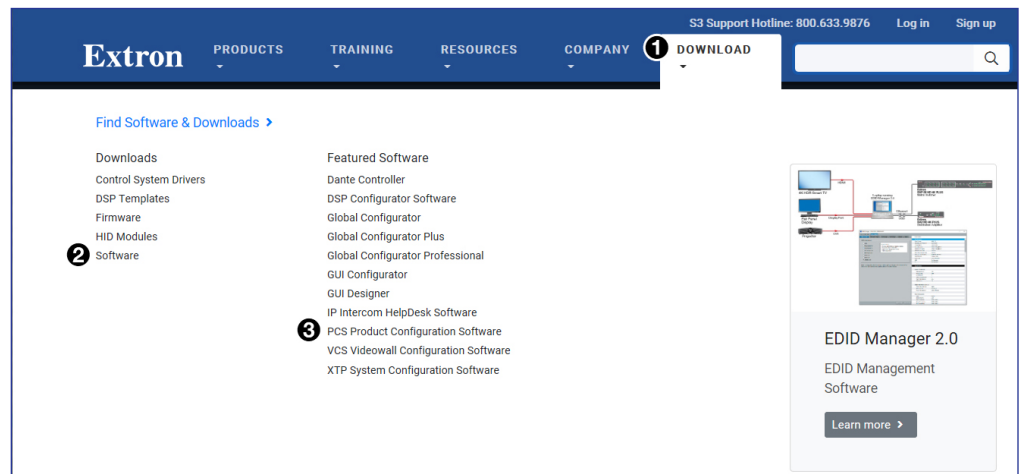 S3 Support Hotline: 800.633.9876 Log in Sign up
Extron PRODUCTS TRAINING RESOURCES COMPANY 1 DOWNLOAD
Find Software & Downloads >
Downloads
Control System Drivers
DSP Templates
Firmware
HID Modules
2 Software
Featured Software
Dante Controller
DSP Configurator Software
Global Configurator
Global Configurator Plus
Global Configurator Professional
GUI Configurator
GUI Designer
IP Intercom HelpDesk Software
3 PCS Product Configuration Software
VCS Videowall Configuration Software
XTP System Configuration Software
EDID Manager 2.0
EDID Management
Software
Learn more >